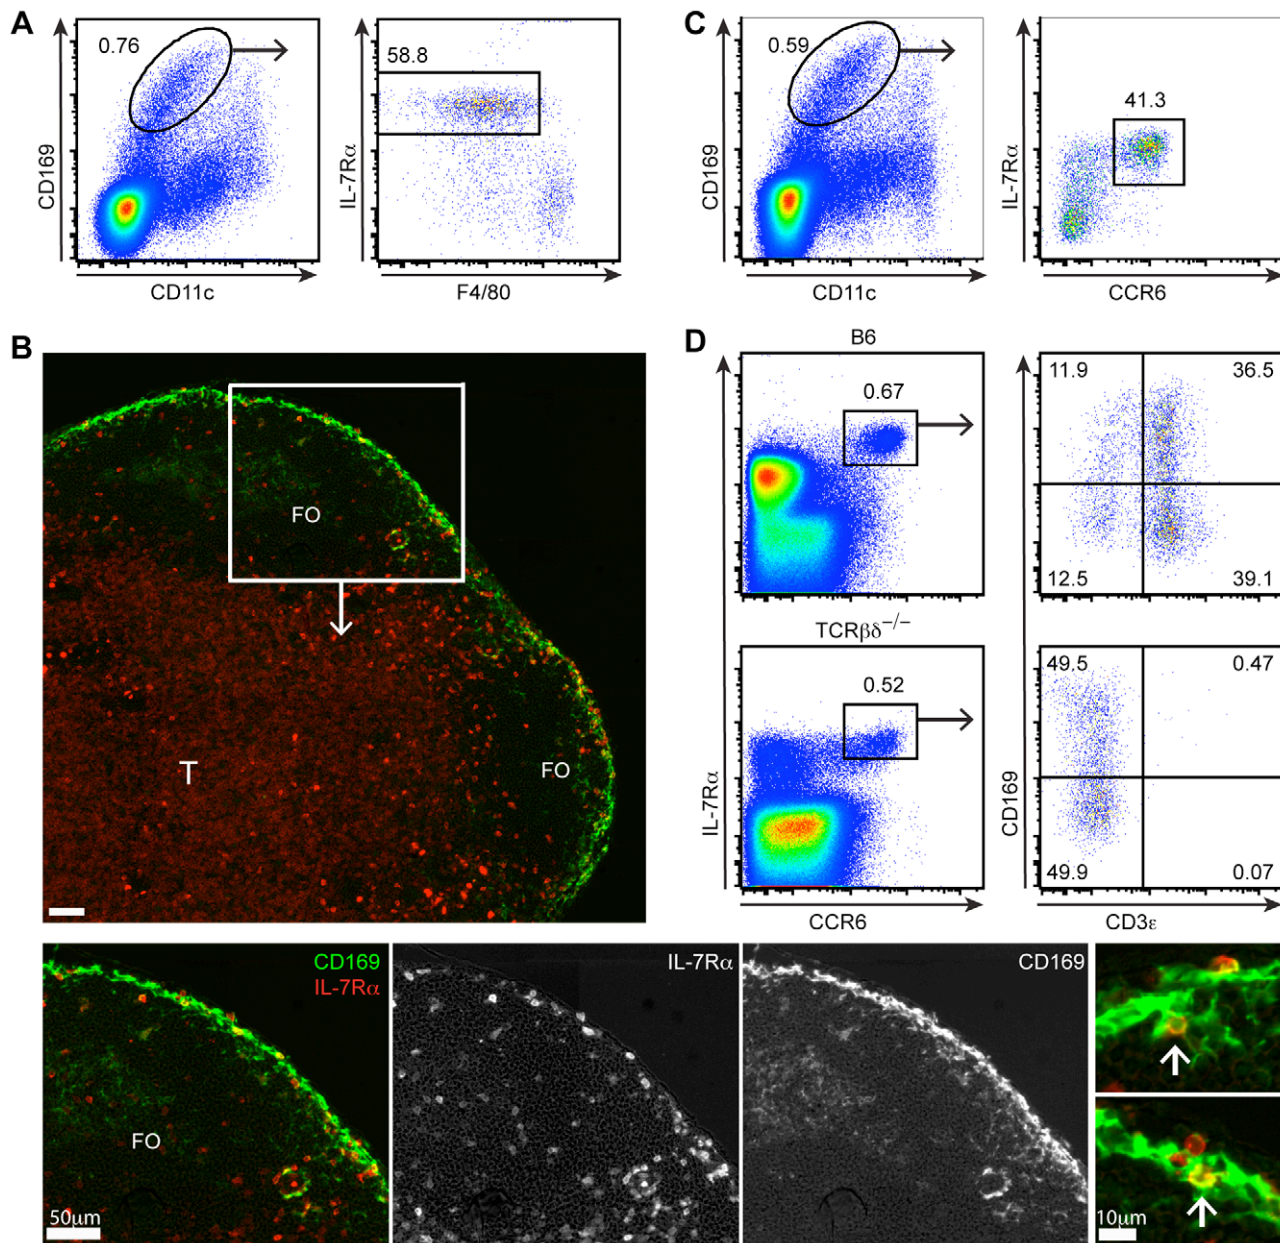 A
0.76
CD169
CD11c
58.8
IL-7Rα
F4/80
C
0.59
CD169
CD11c
41.3
IL-7Rα
CCR6
B
FO
T
FO
D
B6
0.67
11.9
36.5
12.5
39.1
TCRβδ−/−
0.52
49.5
0.47
49.9
0.07
IL-7Rα
CCR6
CD169
CD3ε
CD169
IL-7Rα
FO
50μm
IL-7Rα
CD169
10μm